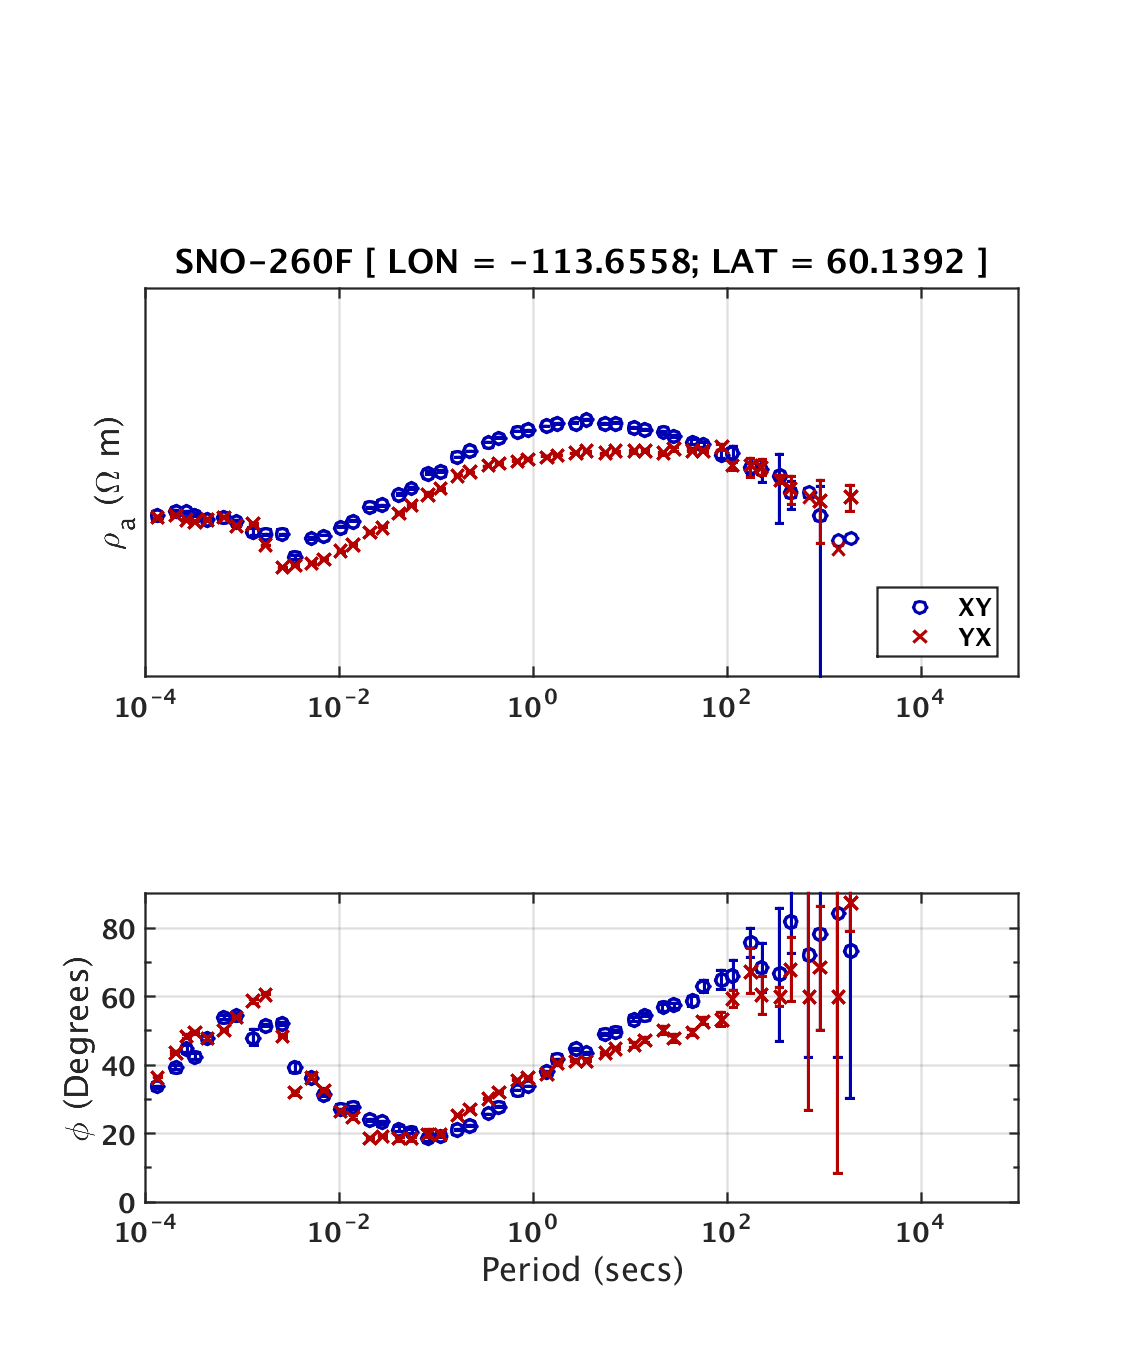 SNO-260F [ LON = -113.6558; LAT = 60.1392 ]
ρa (Ω m)
XY
YX
10^-4 10^-2 10^0 10^2 10^4
φ (Degrees)
80
60
40
20
0
10^-4 10^-2 10^0 10^2 10^4
Period (secs)